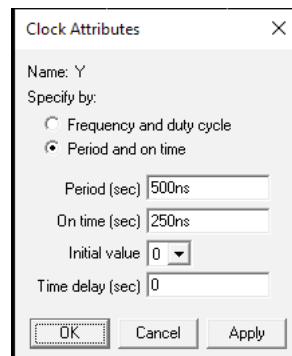 Clock Attributes
Name: Y
Specify by:
Frequency and duty cycle
Period and on time
Period (sec) 500ns
On time (sec) 250ns
Initial value 0
Time delay (sec) 0
OK Cancel Apply